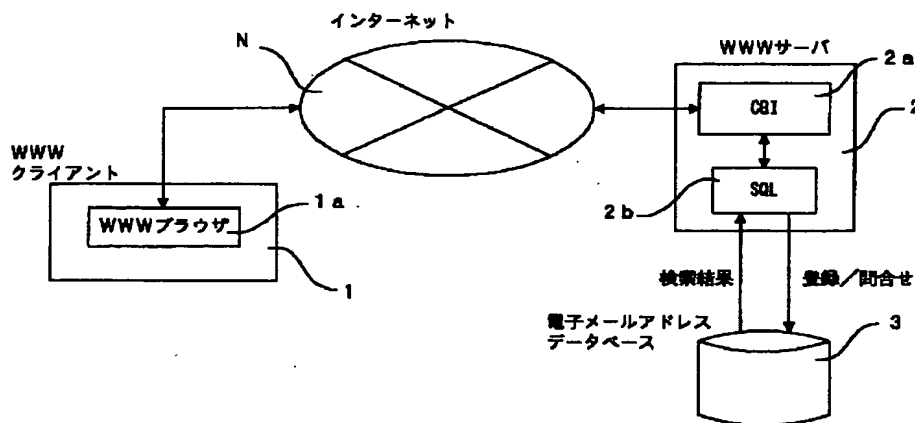 インターネット
N
WWWサーバ
2a
CGI
2
WWW
クライアント
SQL
1a
2b
WWWブラウザ
1
検索結果
登録／問合せ
電子メールアドレス
データベース
3